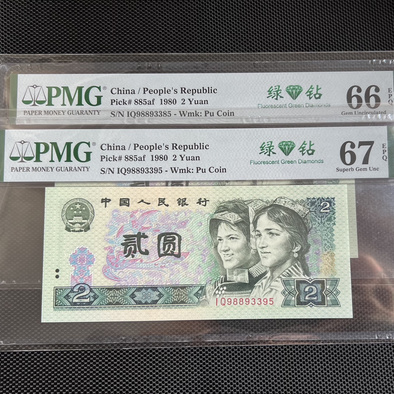 PMG
PAPER MONEY GUARANTY
China / People's Republic
Pick# 885af 1980 2 Yuan
S/N IQ98893385 - Wmk: Pu Coin
绿钻
Fluorescent Green Diamonds
66 EPQ
Gem Uncirculated
PMG
PAPER MONEY GUARANTY
China / People's Republic
Pick# 885af 1980 2 Yuan
S/N IQ98893395 - Wmk: Pu Coin
绿钻
Fluorescent Green Diamonds
67 EPQ
Superb Gem Unc
中国人民银行
2
贰圆
IQ98893395
2
2